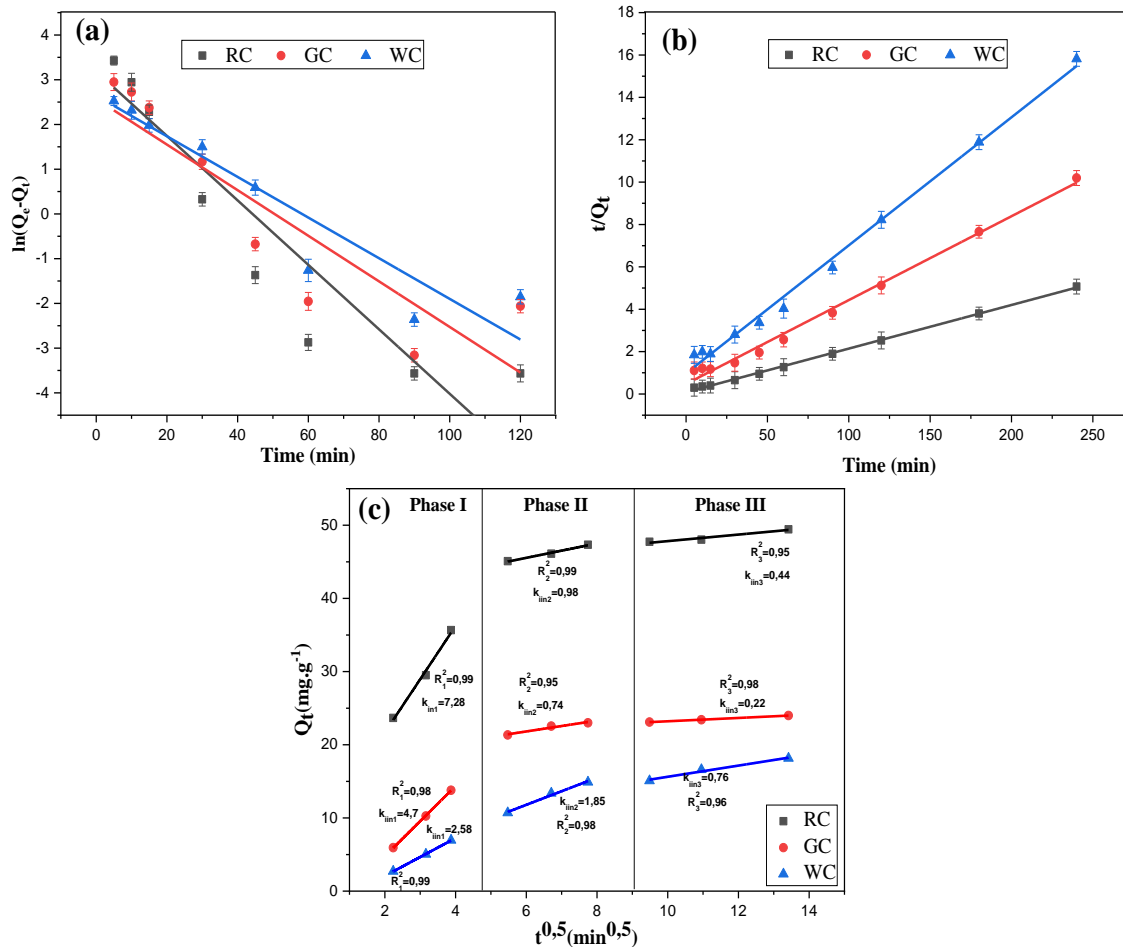 (a)
RC GC WC
ln(Qe-Qt)
4
3
2
1
0
-1
-2
-3
-4
0 20 40 60 80 100 120
Time (min)
(b)
RC GC WC
t/Qt
18
16
14
12
10
8
6
4
2
0
0 50 100 150 200 250
Time (min)
(c)
Phase I Phase II Phase III
Qt(mg.g-1)
50
40
30
20
10
0
R12=0,99
kin1=7,28
R22=0,99
kiin2=0,98
R32=0,95
kiin3=0,44
R12=0,98
kiin1=4,7
R22=0,95
kiin2=0,74
R32=0,98
kiin3=0,22
kiin1=2,58
R12=0,99
kiin2=1,85
R22=0,98
kiin3=0,76
R32=0,96
RC
GC
WC
2 4 6 8 10 12 14
t0,5(min0,5)